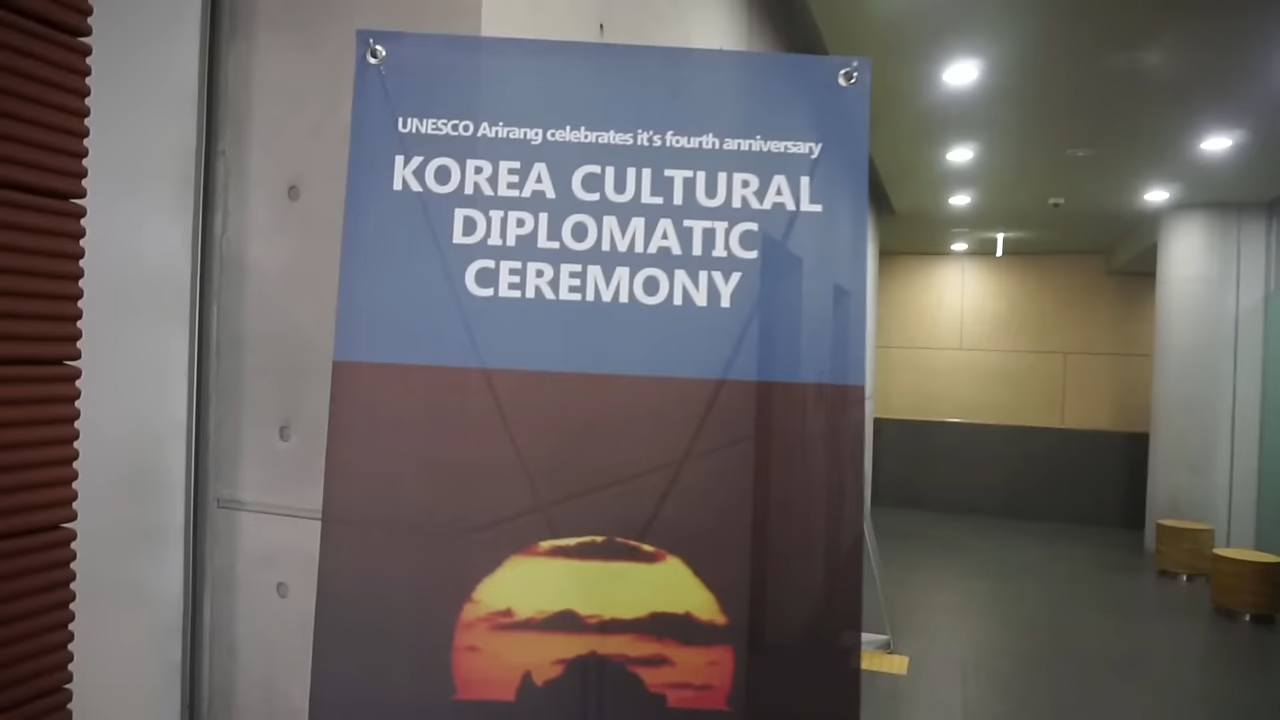 UNESCO Arirang celebrates it's fourth anniversary
KOREA CULTURAL
DIPLOMATIC
CEREMONY